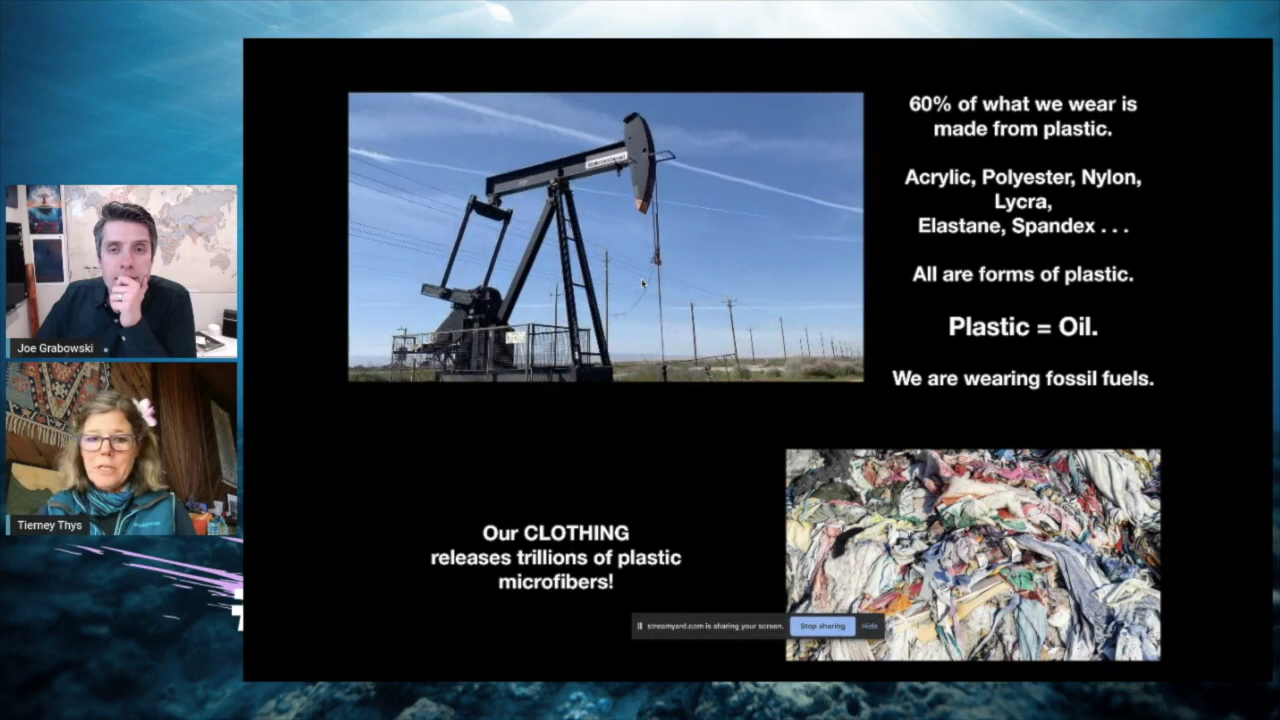 60% of what we wear is
made from plastic.
Acrylic, Polyester, Nylon,
Lycra,
Elastane, Spandex . . .
All are forms of plastic.
Plastic = Oil.
We are wearing fossil fuels.
Joe Grabowski
Tierney Thys
Our CLOTHING
releases trillions of plastic
microfibers!
streamyard.com is sharing your screen.
Stop sharing
Hide